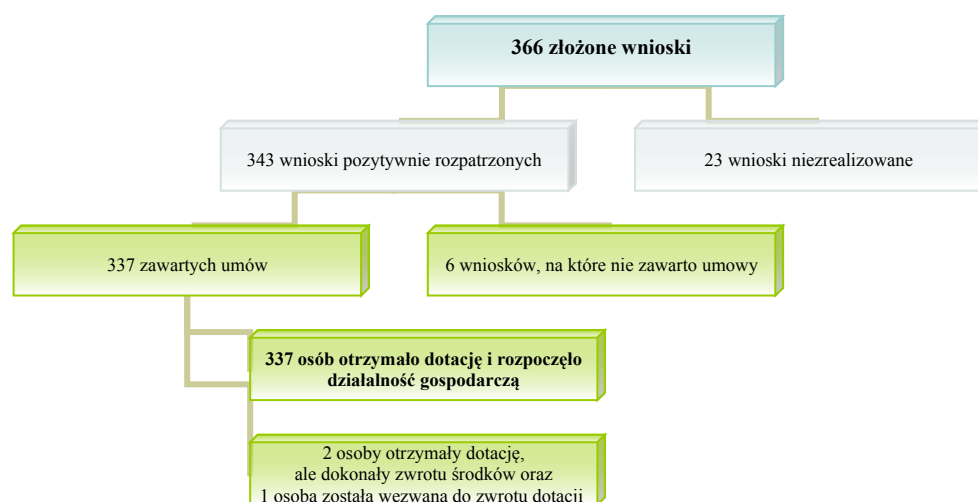 366 złożone wnioski
343 wnioski pozytywnie rozpatrzonych
23 wnioski niezrealizowane
337 zawartych umów
6 wniosków, na które nie zawarto umowy
337 osób otrzymało dotację i rozpoczęło
działalność gospodarczą
2 osoby otrzymały dotację,
ale dokonały zwrotu środków oraz
1 osoba została wezwana do zwrotu dotacji